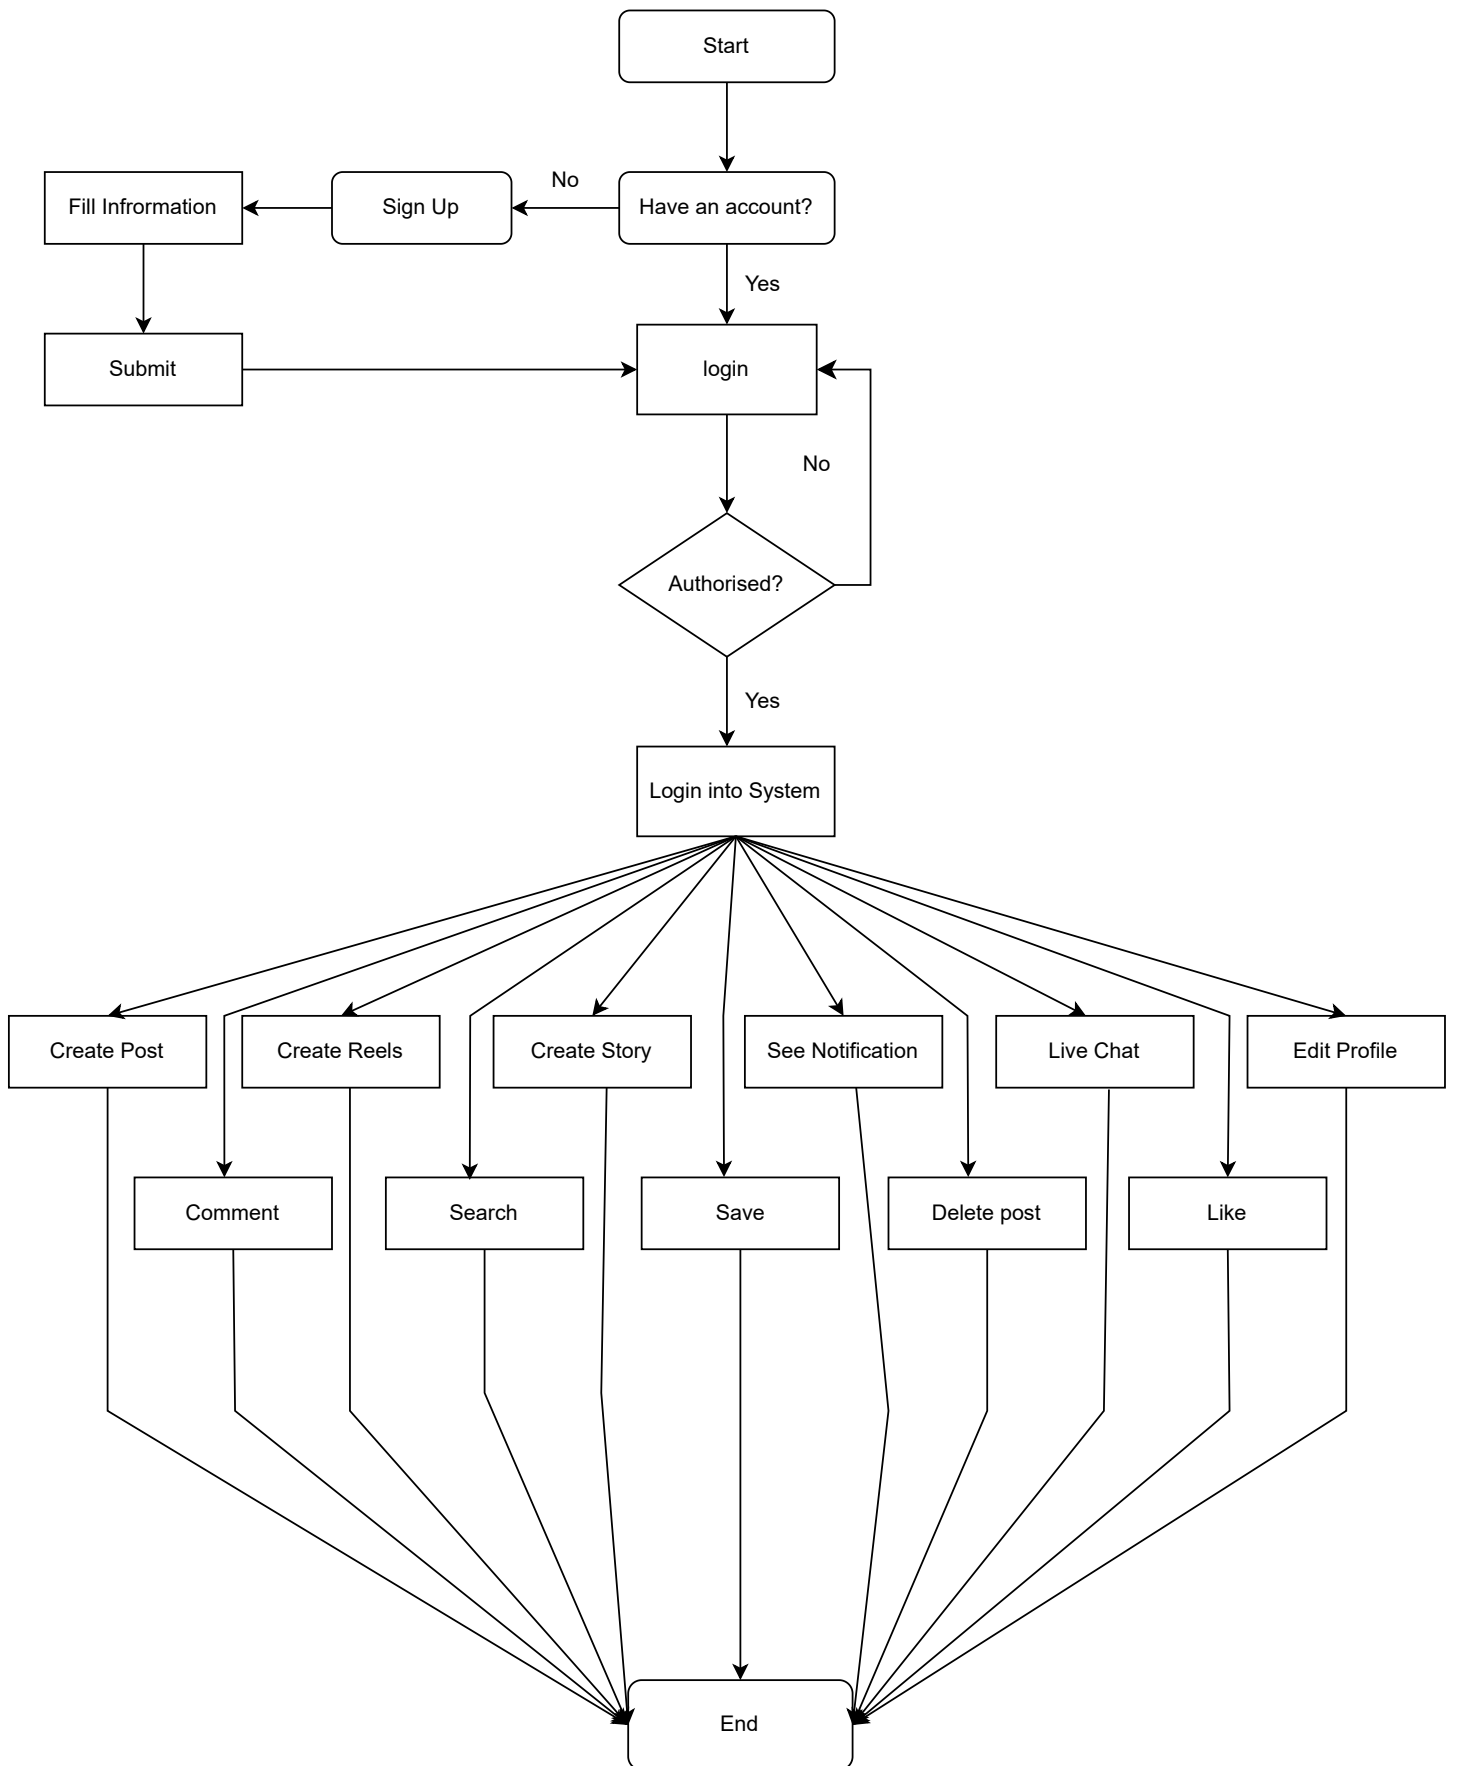 Start
No
Fill Infrormation
Sign Up
Have an account?
Yes
Submit
login
No
Authorised?
Yes
Login into System
Create Post
Create Reels
Create Story
See Notification
Live Chat
Edit Profile
Comment
Search
Save
Delete post
Like
End